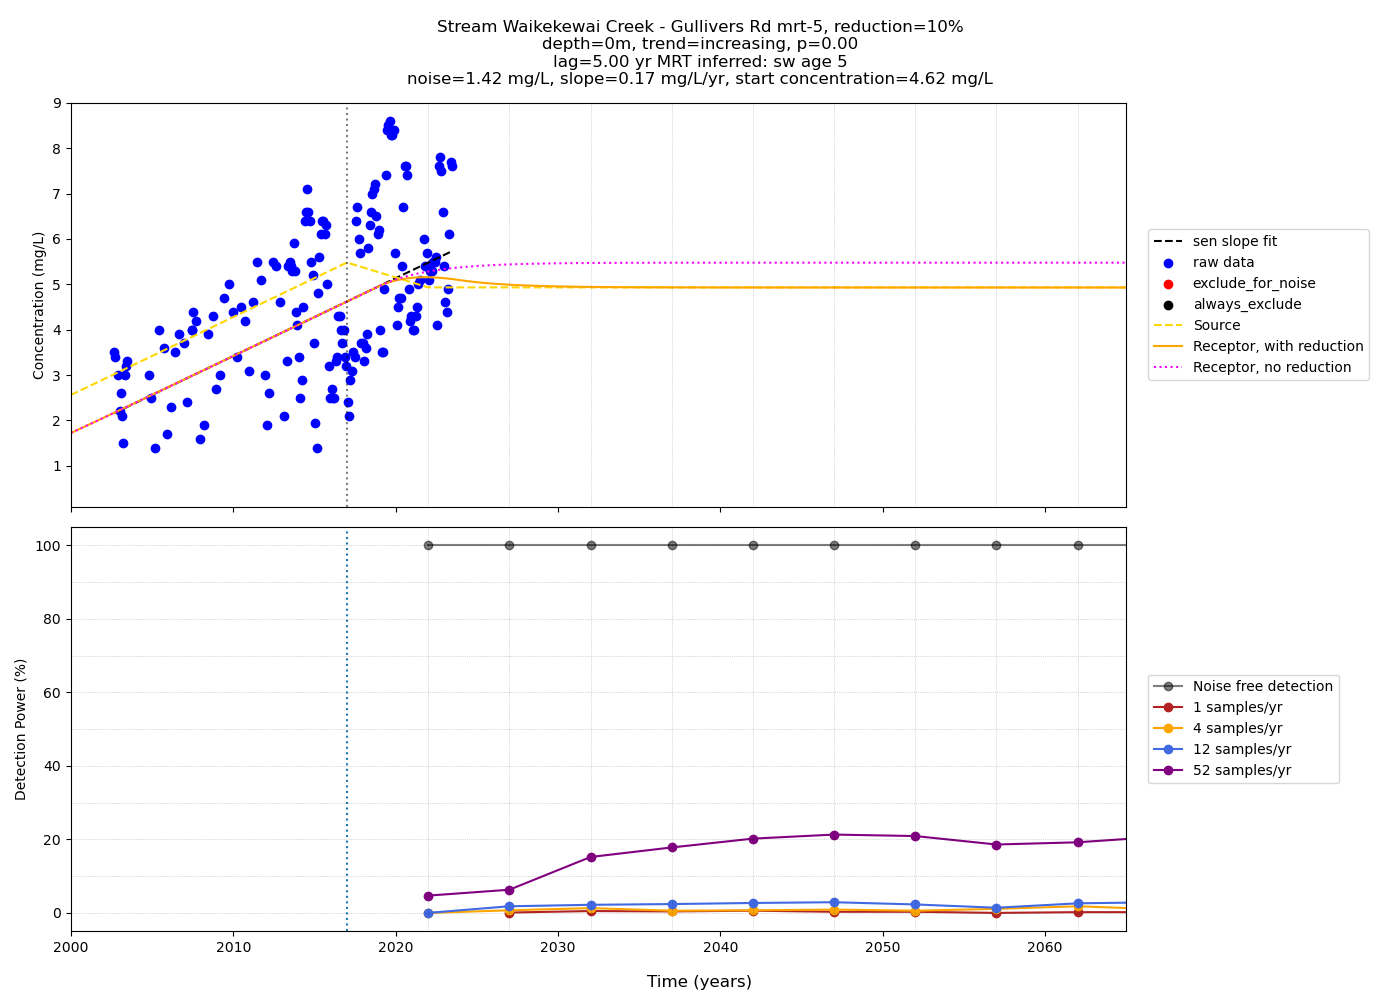 Stream Waikekewai Creek - Gullivers Rd mrt-5, reduction=10%
depth=0m, trend=increasing, p=0.00
lag=5.00 yr MRT inferred: sw age 5
noise=1.42 mg/L, slope=0.17 mg/L/yr, start concentration=4.62 mg/L
9
8
7
6
5
4
3
2
1
Concentration (mg/L)
sen slope fit
raw data
exclude_for_noise
always_exclude
Source
Receptor, with reduction
Receptor, no reduction
100
80
60
40
20
0
Detection Power (%)
Noise free detection
1 samples/yr
4 samples/yr
12 samples/yr
52 samples/yr
2000 2010 2020 2030 2040 2050 2060
Time (years)